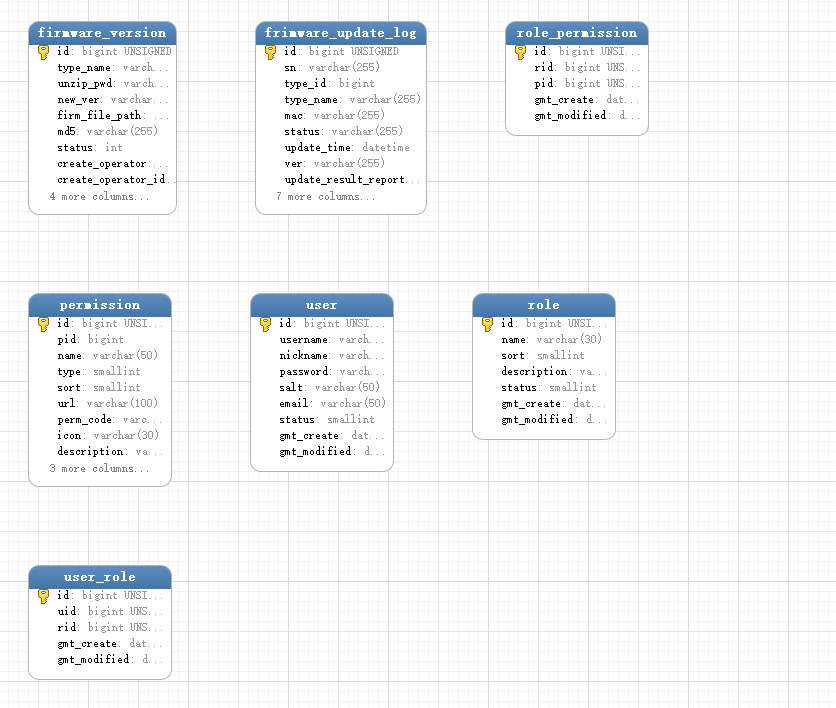 firmware_version
id: bigint UNSIGNED
type_name: varch...
unzip_pwd: varch...
new_ver: varchar...
firm_file_path: ...
md5: varchar(255)
status: int
create_operator:...
create_operator_id...
4 more columns...
frimware_update_log
id: bigint UNSIGNED
sn: varchar(255)
type_id: bigint
type_name: varchar(255)
mac: varchar(255)
status: varchar(255)
update_time: datetime
ver: varchar(255)
update_result_report...
7 more columns...
role_permission
id: bigint UNSI...
rid: bigint UNS...
pid: bigint UNS...
gmt_create: dat...
gmt_modified: d...
permission
id: bigint UNSI...
pid: bigint
name: varchar(50)
type: smallint
sort: smallint
url: varchar(100)
perm_code: varc...
icon: varchar(30)
description: va...
3 more columns...
user
id: bigint UNSI...
username: varch...
nickname: varch...
password: varch...
salt: varchar(50)
email: varchar(50)
status: smallint
gmt_create: dat...
gmt_modified: d...
role
id: bigint UNSI...
name: varchar(30)
sort: smallint
description: va...
status: smallint
gmt_create: dat...
gmt_modified: d...
user_role
id: bigint UNSI...
uid: bigint UNS...
rid: bigint UNS...
gmt_create: dat...
gmt_modified: d...